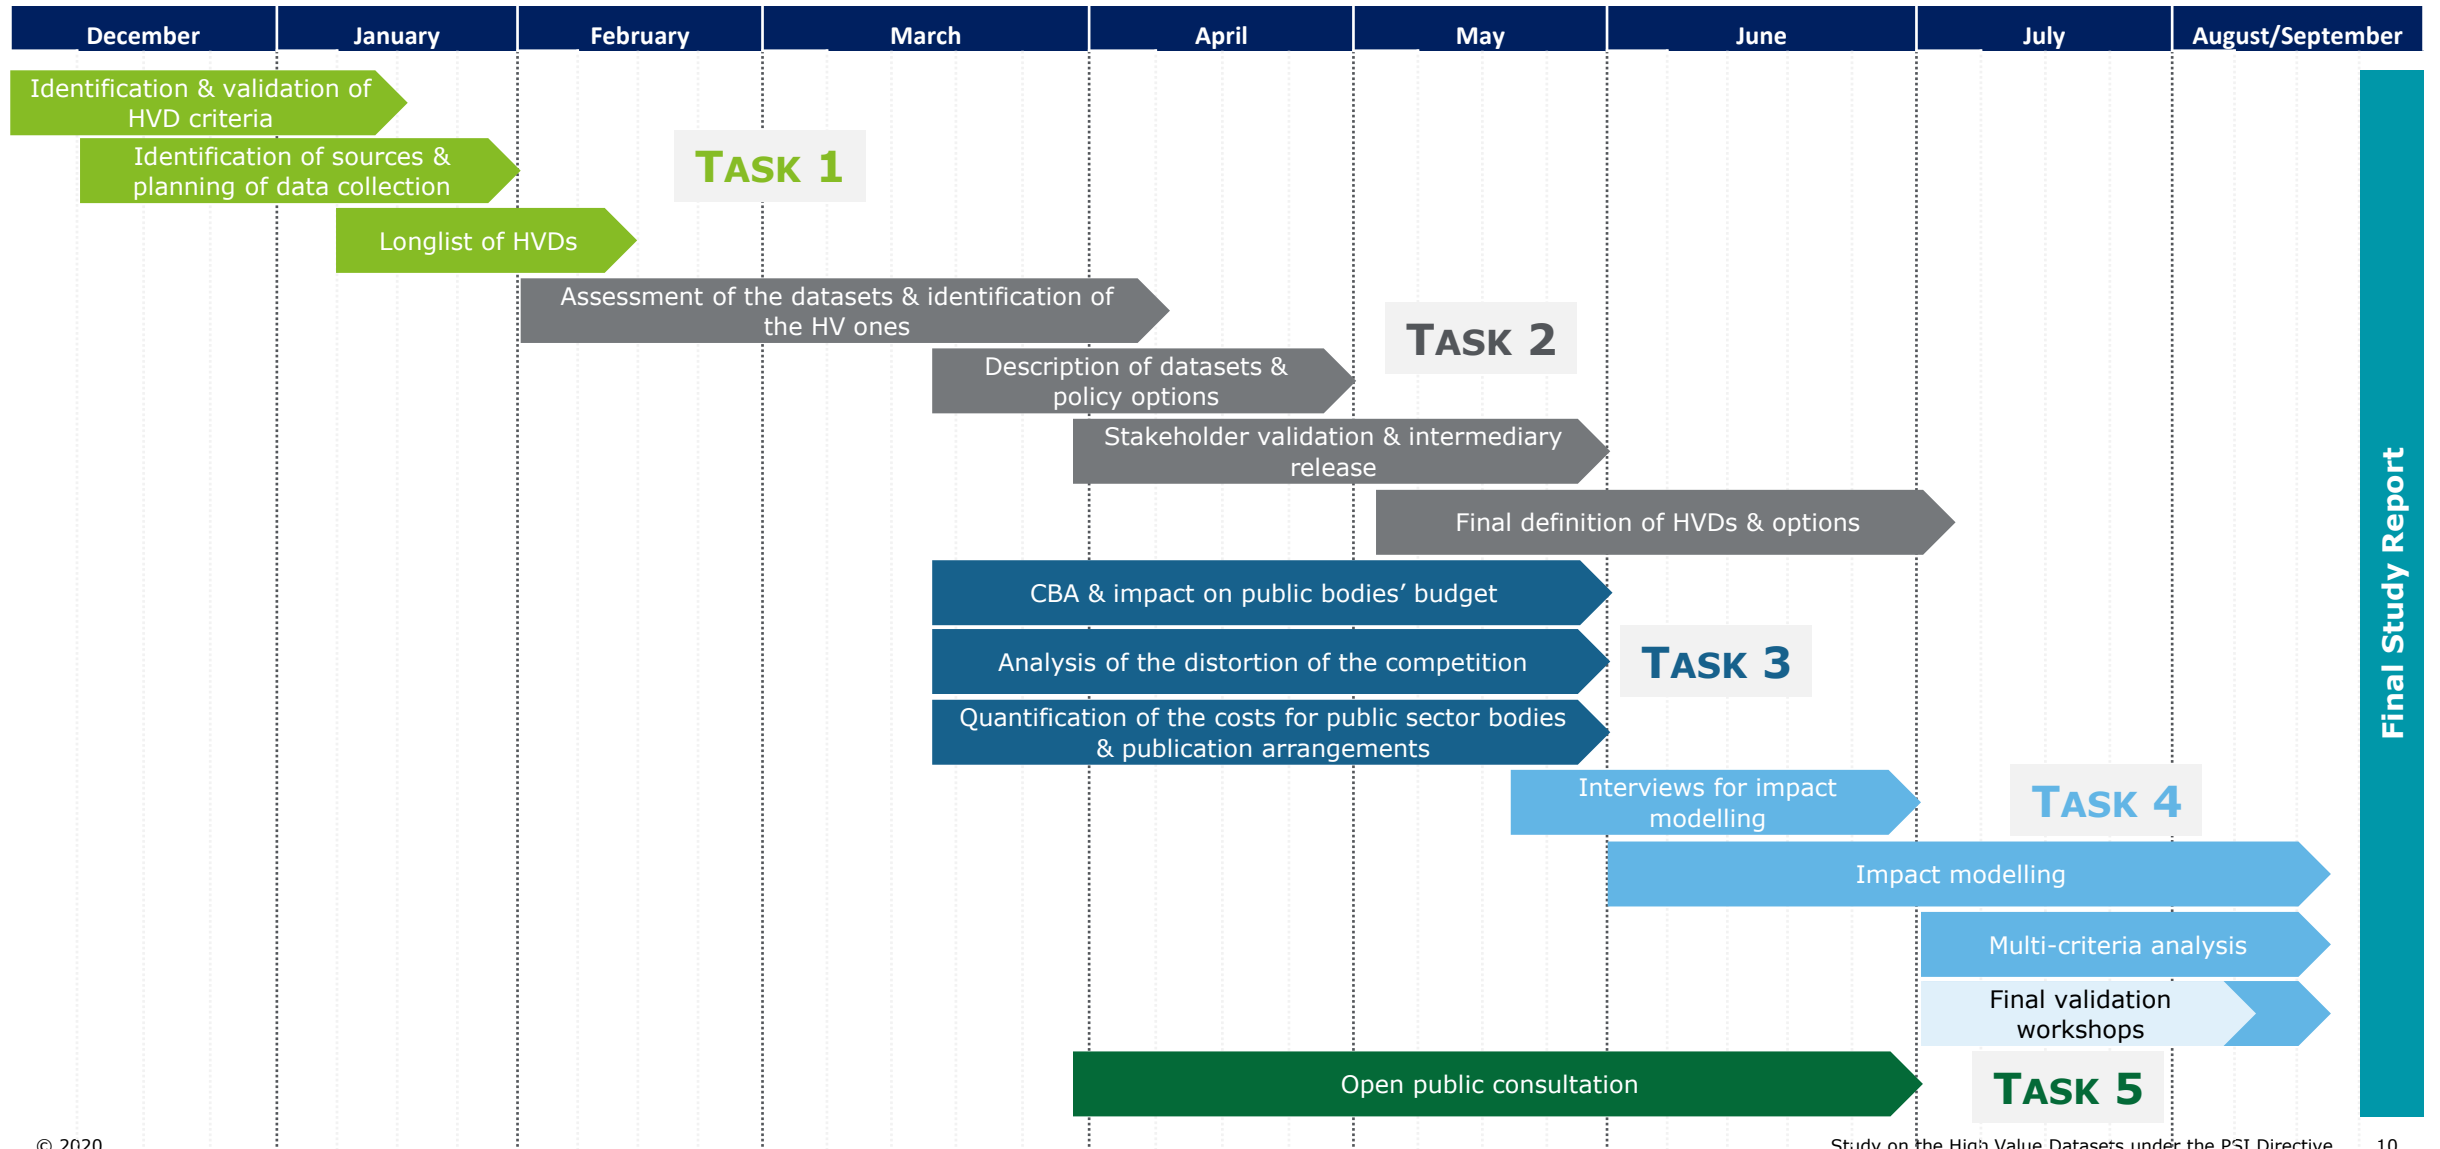 December January February March April May June July August/September
Identification & validation of
HVD criteria
Identification of sources &
planning of data collection
TASK 1
Longlist of HVDs
Assessment of the datasets & identification of
the HV ones
TASK 2
Description of datasets &
policy options
Stakeholder validation & intermediary
release
Final definition of HVDs & options
CBA & impact on public bodies’ budget
Analysis of the distortion of the competition
TASK 3
Quantification of the costs for public sector bodies
& publication arrangements
Interviews for impact
modelling
TASK 4
Impact modelling
Multi-criteria analysis
Final validation
workshops
Open public consultation
TASK 5
Final Study Report
© 2020
Study on the High Value Datasets under the PSI Directive 10